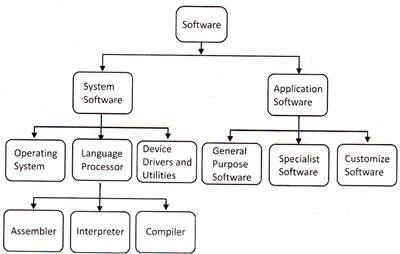 Software
System
Software
Application
Software
Operating
System
Language
Processor
Device
Drivers and
Utilities
General
Purpose
Software
Specialist
Software
Customize
Software
Assembler
Interpreter
Compiler